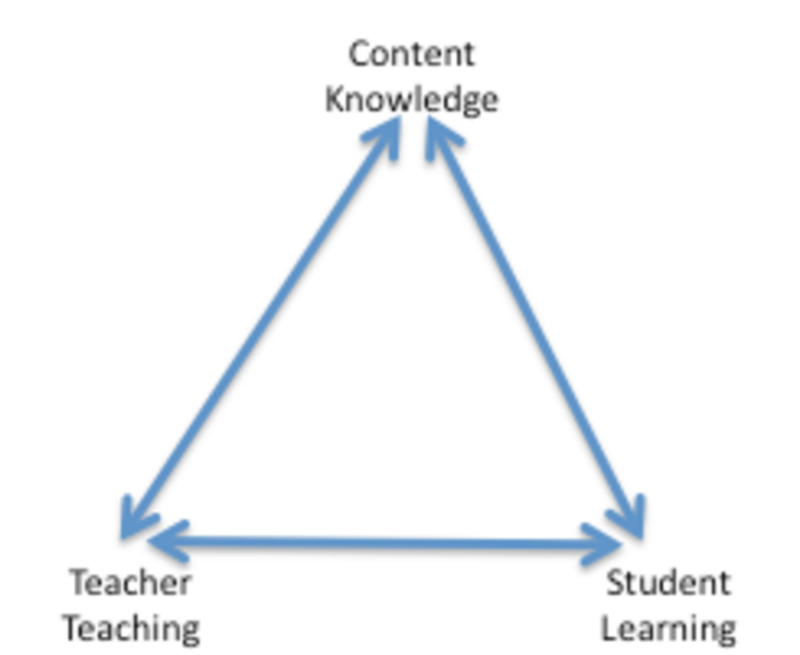 Content
Knowledge
Teacher
Teaching
Student
Learning